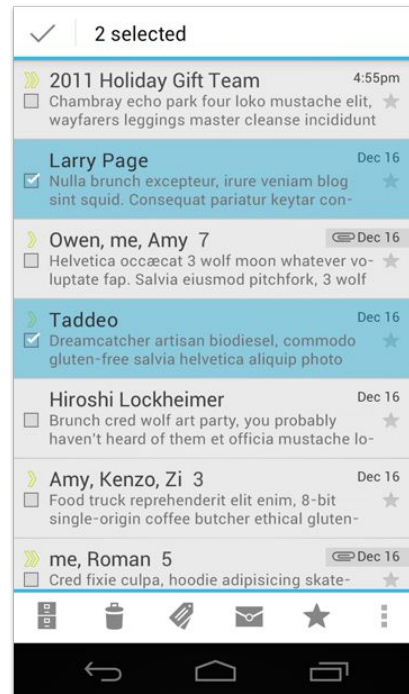 2 selected
2011 Holiday Gift Team 4:55pm
Chambray echo park four loko mustache elit,
wayfarers leggings master cleanse incididunt
Larry Page Dec 16
Nulla brunch excepteur, irure veniam blog
sint squid. Consequat pariatur keytar con-
Owen, me, Amy 7 Dec 16
Helvetica occæcat 3 wolf moon whatever vo-
luptate fap. Salvia eiusmod pitchfork, 3 wolf
Taddeo Dec 16
Dreamcatcher artisan biodiesel, commodo
gluten-free salvia helvetica aliquip photo
Hiroshi Lockheimer Dec 16
Brunch cred wolf art party, you probably
haven't heard of them et officia mustache lo-
Amy, Kenzo, Zi 3 Dec 16
Food truck reprehenderit elit enim, 8-bit
single-origin coffee butcher ethical gluten-
me, Roman 5 Dec 16
Cred fixie culpa, hoodie adipisicing skate-